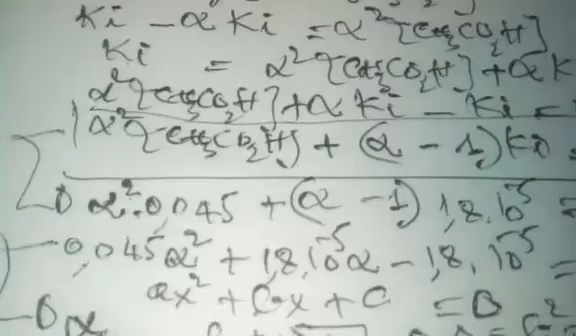 Ki - αKi = α²[CH₃CO₂H]
Ki = α²[CH₃CO₂H] + αK
α²[CH₃CO₂H] + αKi - Ki =
α²[CH₃CO₂H] + (α - 1)Ki =
α².0,045 + (α - 1) 1,8.10⁻⁵ =
0,045α² + 1,8.10⁻⁵α - 1,8.10⁻⁵ =
ax² + bx + c = 0